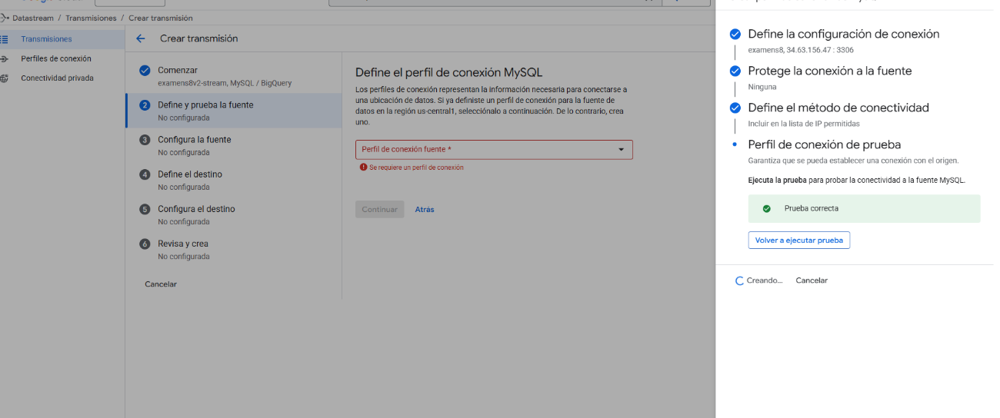 Datastream / Transmisiones / Crear transmisión
Transmisiones
Perfiles de conexión
Conectividad privada
Crear transmisión
Comenzar
examens8v2-stream, MySQL / BigQuery
2 Define y prueba la fuente
No configurada
3 Configura la fuente
No configurada
4 Define el destino
No configurada
5 Configura el destino
No configurada
6 Revisa y crea
No configurada
Cancelar
Define el perfil de conexión MySQL
Los perfiles de conexión representan la información necesaria para conectarse a
una ubicación de datos. Si ya definiste un perfil de conexión para la fuente de
datos en la región us-central1, selecciónalo a continuación. De lo contrario, crea
uno.
Perfil de conexión fuente *
Se requiere un perfil de conexión
Continuar Atrás
Define la configuración de conexión
examens8, 34.63.156.47 : 3306
Protege la conexión a la fuente
Ninguna
Define el método de conectividad
Incluir en la lista de IP permitidas
Perfil de conexión de prueba
Garantiza que se pueda establecer una conexión con el origen.
Ejecuta la prueba para probar la conectividad a la fuente MySQL.
Prueba correcta
Volver a ejecutar prueba
Creando... Cancelar